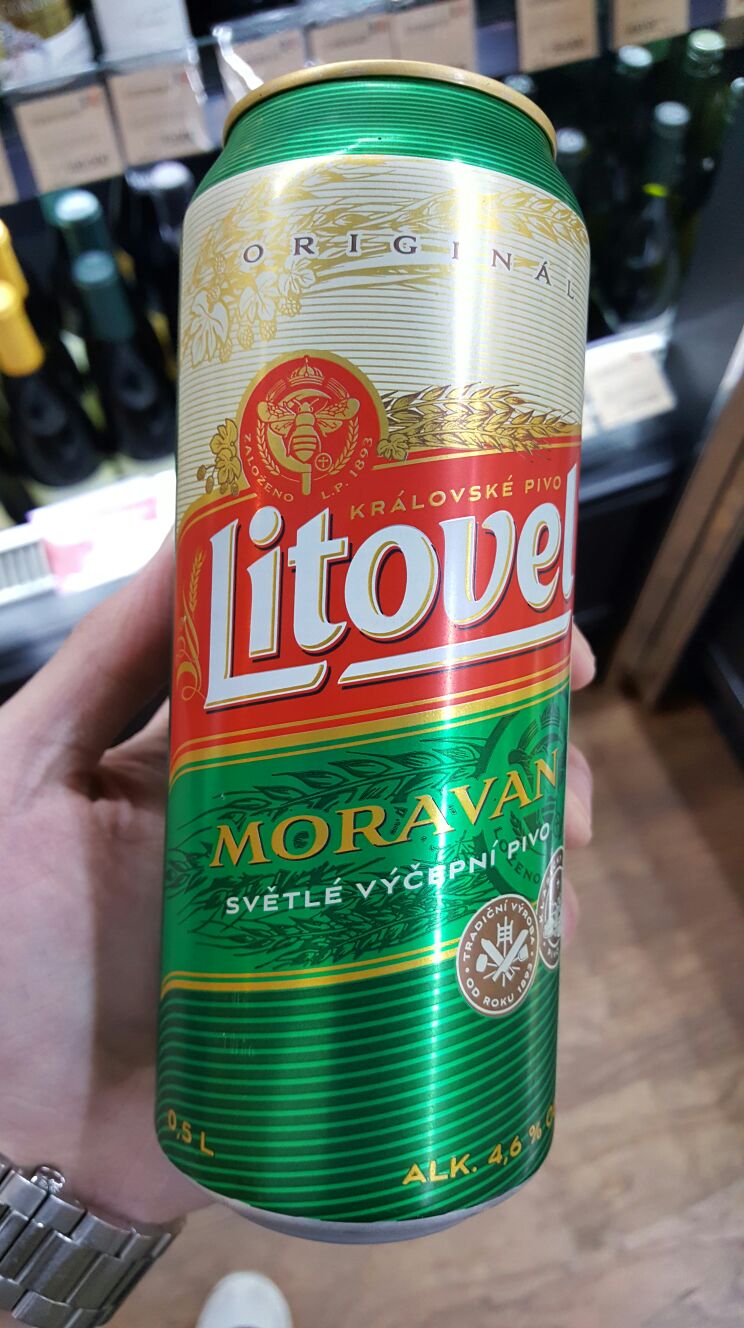 ORIGINÁL
ZALOŽENO L.P. 1893
KRÁLOVSKÉ PIVO
Litovel
MORAVAN
SVĚTLÉ VÝČEPNÍ PIVO
TRADIČNÍ VÝROBA
OD ROKU 1893
0,5 L
ALK. 4,6 %